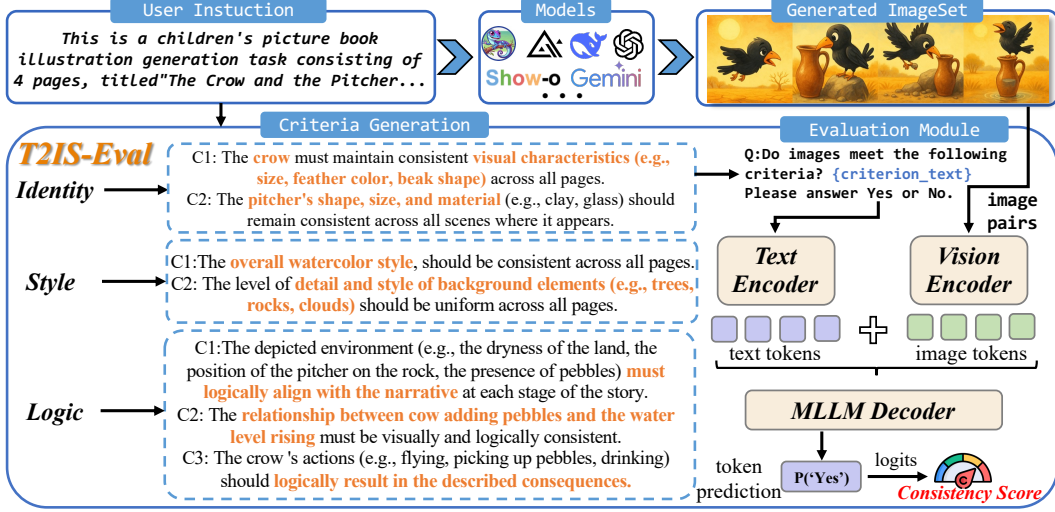 User Instuction
This is a children's picture book
illustration generation task consisting of
4 pages, titled"The Crow and the Pitcher...
Models
Show-o Gemini
• • •
Generated ImageSet
T2IS-Eval
Criteria Generation
Identity
C1: The crow must maintain consistent visual characteristics (e.g.,
size, feather color, beak shape) across all pages.
C2: The pitcher's shape, size, and material (e.g., clay, glass) should
remain consistent across all scenes where it appears.
Style
C1:The overall watercolor style, should be consistent across all pages.
C2: The level of detail and style of background elements (e.g., trees,
rocks, clouds) should be uniform across all pages.
Logic
C1:The depicted environment (e.g., the dryness of the land, the
position of the pitcher on the rock, the presence of pebbles) must
logically align with the narrative at each stage of the story.
C2: The relationship between cow adding pebbles and the water
level rising must be visually and logically consistent.
C3: The crow 's actions (e.g., flying, picking up pebbles, drinking)
should logically result in the described consequences.
Evaluation Module
Q:Do images meet the following
criteria? {criterion_text}
Please answer Yes or No.
image
pairs
Text
Encoder
Vision
Encoder
text tokens
image tokens
MLLM Decoder
token
prediction
P('Yes')
logits
C
Consistency Score